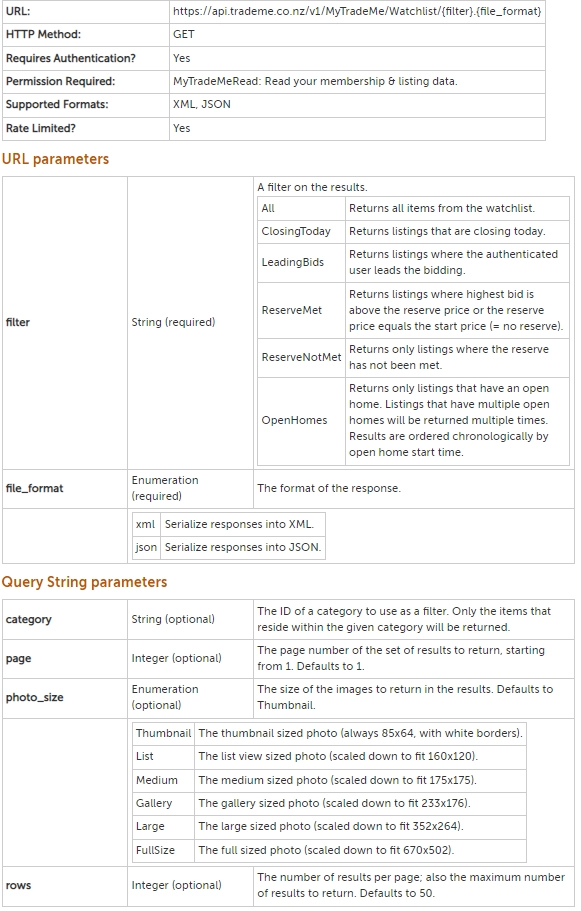 URL: https://api.trademe.co.nz/v1/MyTradeMe/Watchlist/{filter}.{file_format}
HTTP Method: GET
Requires Authentication? Yes
Permission Required: MyTradeMeRead: Read your membership & listing data.
Supported Formats: XML, JSON
Rate Limited? Yes
URL parameters
filter
String (required)
A filter on the results.
All Returns all items from the watchlist.
ClosingToday Returns listings that are closing today.
LeadingBids
Returns listings where the authenticated
user leads the bidding.
ReserveMet
Returns listings where highest bid is
above the reserve price or the reserve
price equals the start price (= no reserve).
ReserveNotMet
Returns only listings where the reserve
has not been met.
OpenHomes
Returns only listings that have an open
home. Listings that have multiple open
homes will be returned multiple times.
Results are ordered chronologically by
open home start time.
file_format
Enumeration
(required)
The format of the response.
xml Serialize responses into XML.
json Serialize responses into JSON.
Query String parameters
category
String (optional)
The ID of a category to use as a filter. Only the items that
reside within the given category will be returned.
page
Integer (optional)
The page number of the set of results to return, starting
from 1. Defaults to 1.
photo_size
Enumeration
(optional)
The size of the images to return in the results. Defaults to
Thumbnail.
Thumbnail The thumbnail sized photo (always 85x64, with white borders).
List The list view sized photo (scaled down to fit 160x120).
Medium The medium sized photo (scaled down to fit 175x175).
Gallery The gallery sized photo (scaled down to fit 233x176).
Large The large sized photo (scaled down to fit 352x264).
FullSize The full sized photo (scaled down to fit 670x502).
rows
Integer (optional)
The number of results per page; also the maximum number
of results to return. Defaults to 50.